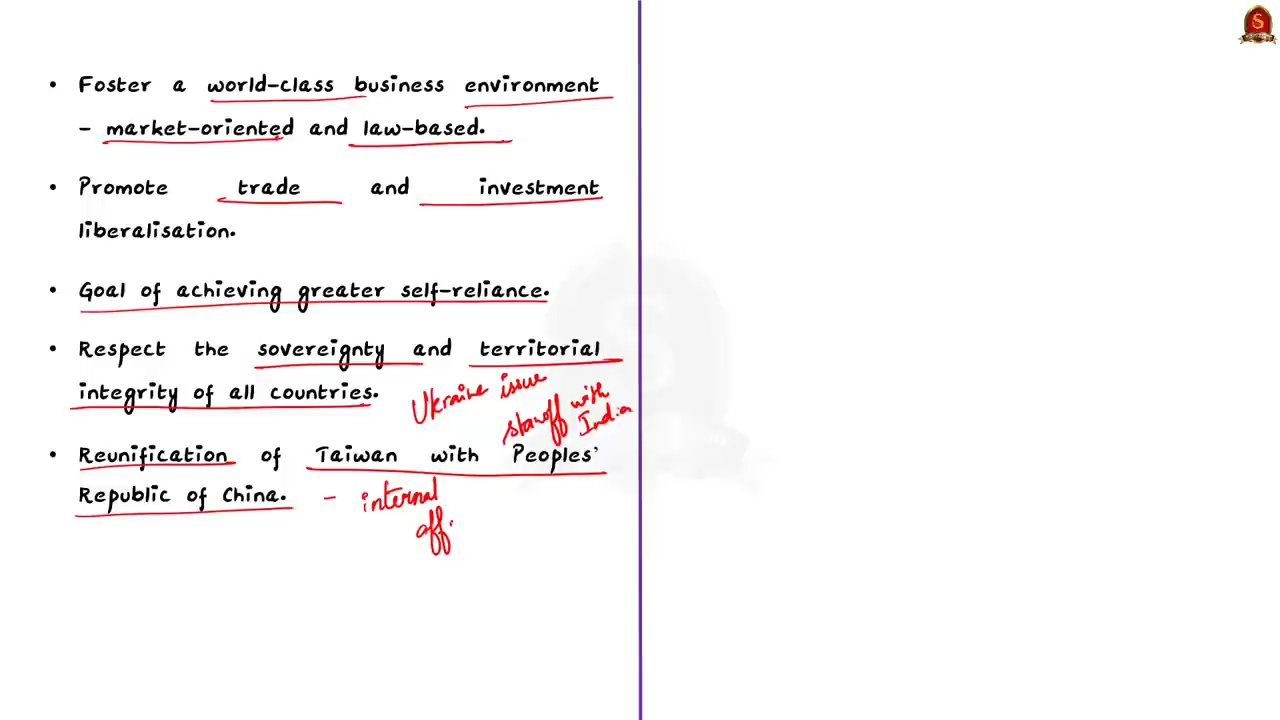 • Foster a world-class business environment
- market-oriented and law-based.
• Promote trade and investment
liberalisation.
• Goal of achieving greater self-reliance.
• Respect the sovereignty and territorial
integrity of all countries.
Ukraine issue
stanoff with
India
• Reunification of Taiwan with Peoples'
Republic of China.
- internal
aff.
S